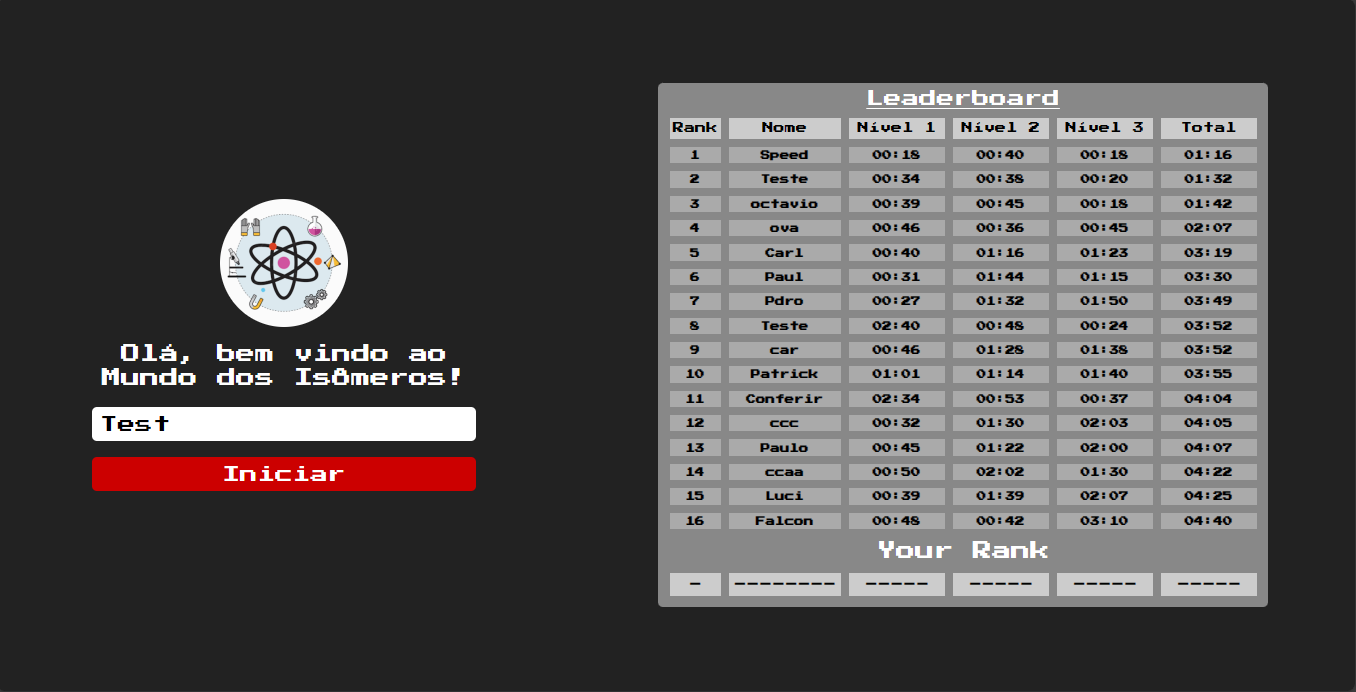 Olá, bem vindo ao
Mundo dos Isômeros!
Test
Iniciar
Leaderboard
Rank Nome Nível 1 Nível 2 Nível 3 Total
1 Speed 00:18 00:40 00:18 01:16
2 Teste 00:34 00:38 00:20 01:32
3 octavio 00:39 00:45 00:18 01:42
4 ova 00:46 00:36 00:45 02:07
5 Carl 00:40 01:16 01:23 03:19
6 Paul 00:31 01:44 01:15 03:30
7 Pdro 00:27 01:32 01:50 03:49
8 Teste 02:40 00:48 00:24 03:52
9 car 00:46 01:28 01:38 03:52
10 Patrick 01:01 01:14 01:40 03:55
11 Conferir 02:34 00:53 00:37 04:04
12 ccc 00:32 01:30 02:03 04:05
13 Paulo 00:45 01:22 02:00 04:07
14 ccaa 00:50 02:02 01:30 04:22
15 Luci 00:39 01:39 02:07 04:25
16 Falcon 00:48 00:42 03:10 04:40
Your Rank
- -------- ----- ----- ----- -----